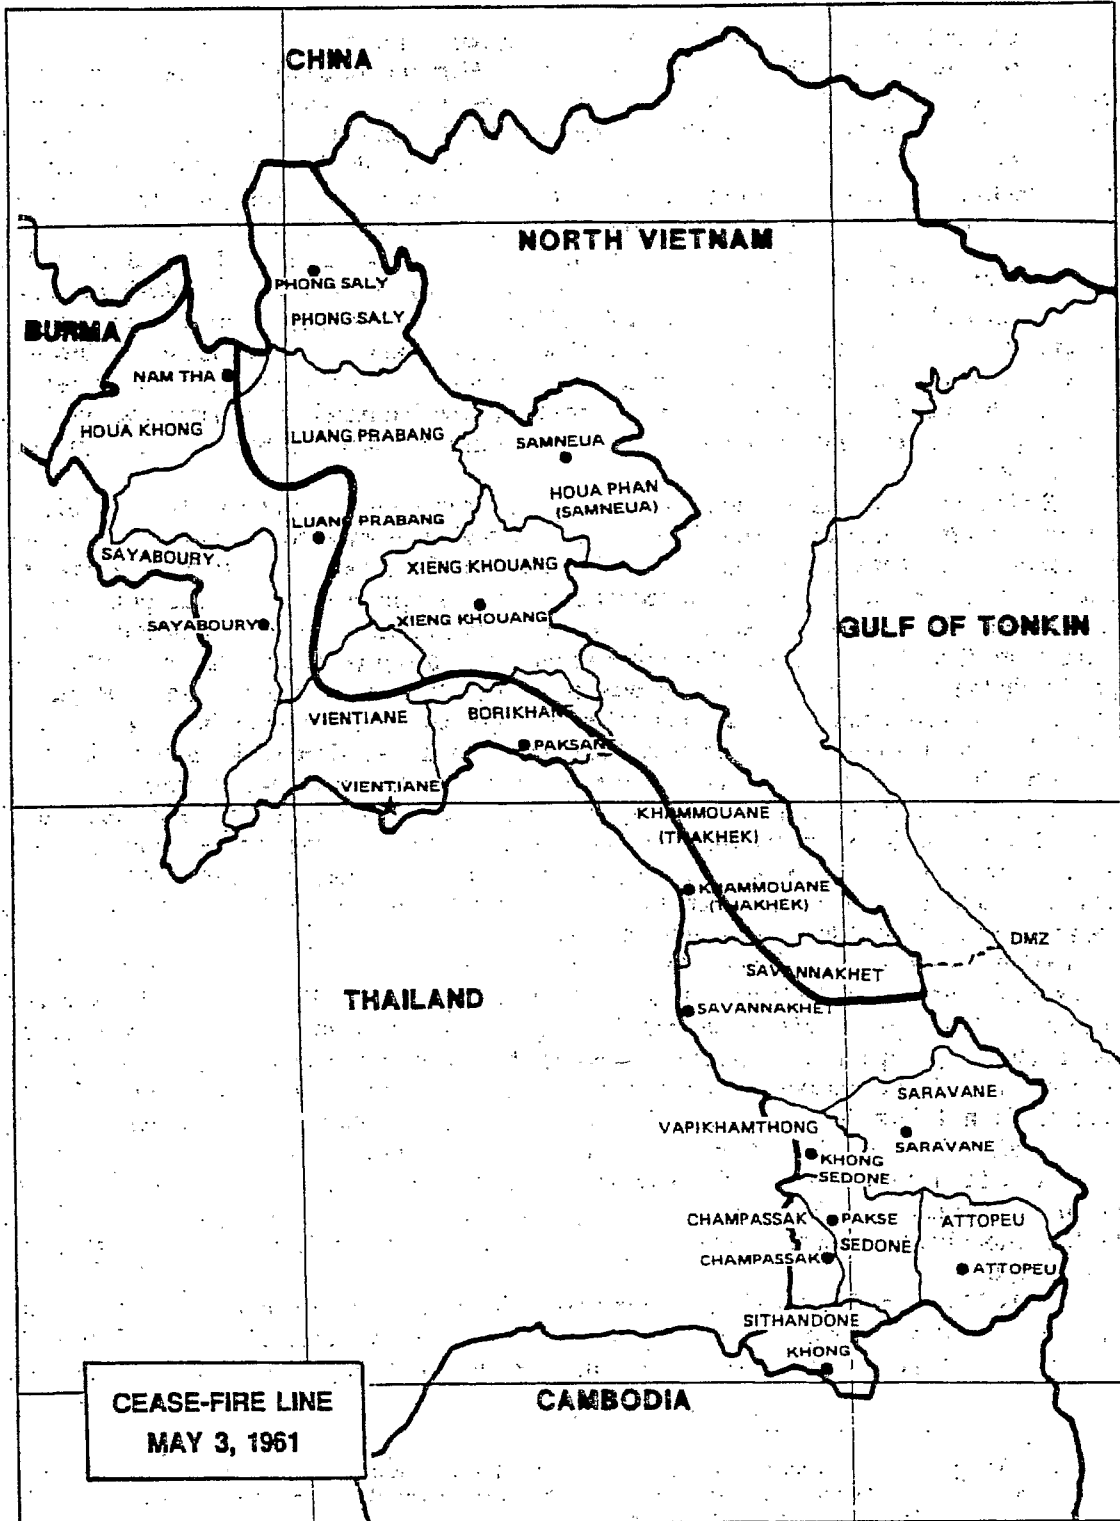 CHINA
NORTH VIETNAM
PHONG SALY
PHONG SALY
BURMA
NAM THA
HOUA KHONG
LUANG PRABANG
SAMNEUA
HOUA PHAN
(SAMNEUA)
LUANG PRABANG
SAYABOURY
XIENG KHOUANG
XIENG KHOUANG
SAYABOURY
GULF OF TONKIN
VIENTIANE
BORIKHANE
PAKSANE
VIENTIANE
KHAMMOUANE
(THAKHEK)
KHAMMOUANE
(THAKHEK)
DMZ
SAVANNAKHET
THAILAND
SAVANNAKHET
SARAVANE
VAPIKHAMTHONG
SARAVANE
KHONG
SEDONE
CHAMPASSAK
PAKSE
ATTOPEU
SEDONE
CHAMPASSAK
ATTOPEU
SITHANDONE
KHONG
CAMBODIA
CEASE-FIRE LINE
MAY 3, 1961